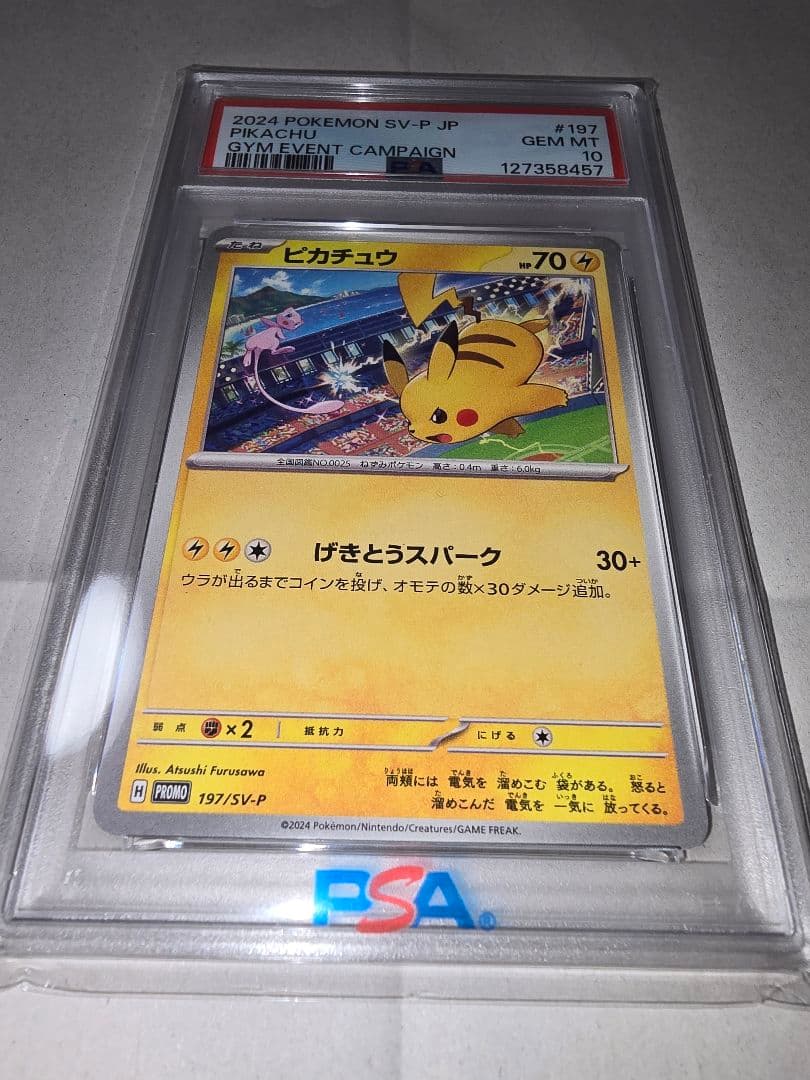 2024 POKEMON SV-P JP #197
PIKACHU GEM MT
GYM EVENT CAMPAIGN 10
PSA 127358457
たね ピカチュウ HP70
全国図鑑NO.0025 ねずみポケモン 高さ:0.4m 重さ:6.0kg
げきとうスパーク 30+
ウラが出るまでコインを投げ、オモテの数×30ダメージ追加。
弱点 ×2 抵抗力 にげる
Illus. Atsushi Furusawa
両頬には 電気を 溜めこむ 袋がある。 怒ると
溜めこんだ 電気を 一気に 放ってくる。
H PROMO 197/SV-P
©2024 Pokémon/Nintendo/Creatures/GAME FREAK.
PSA®